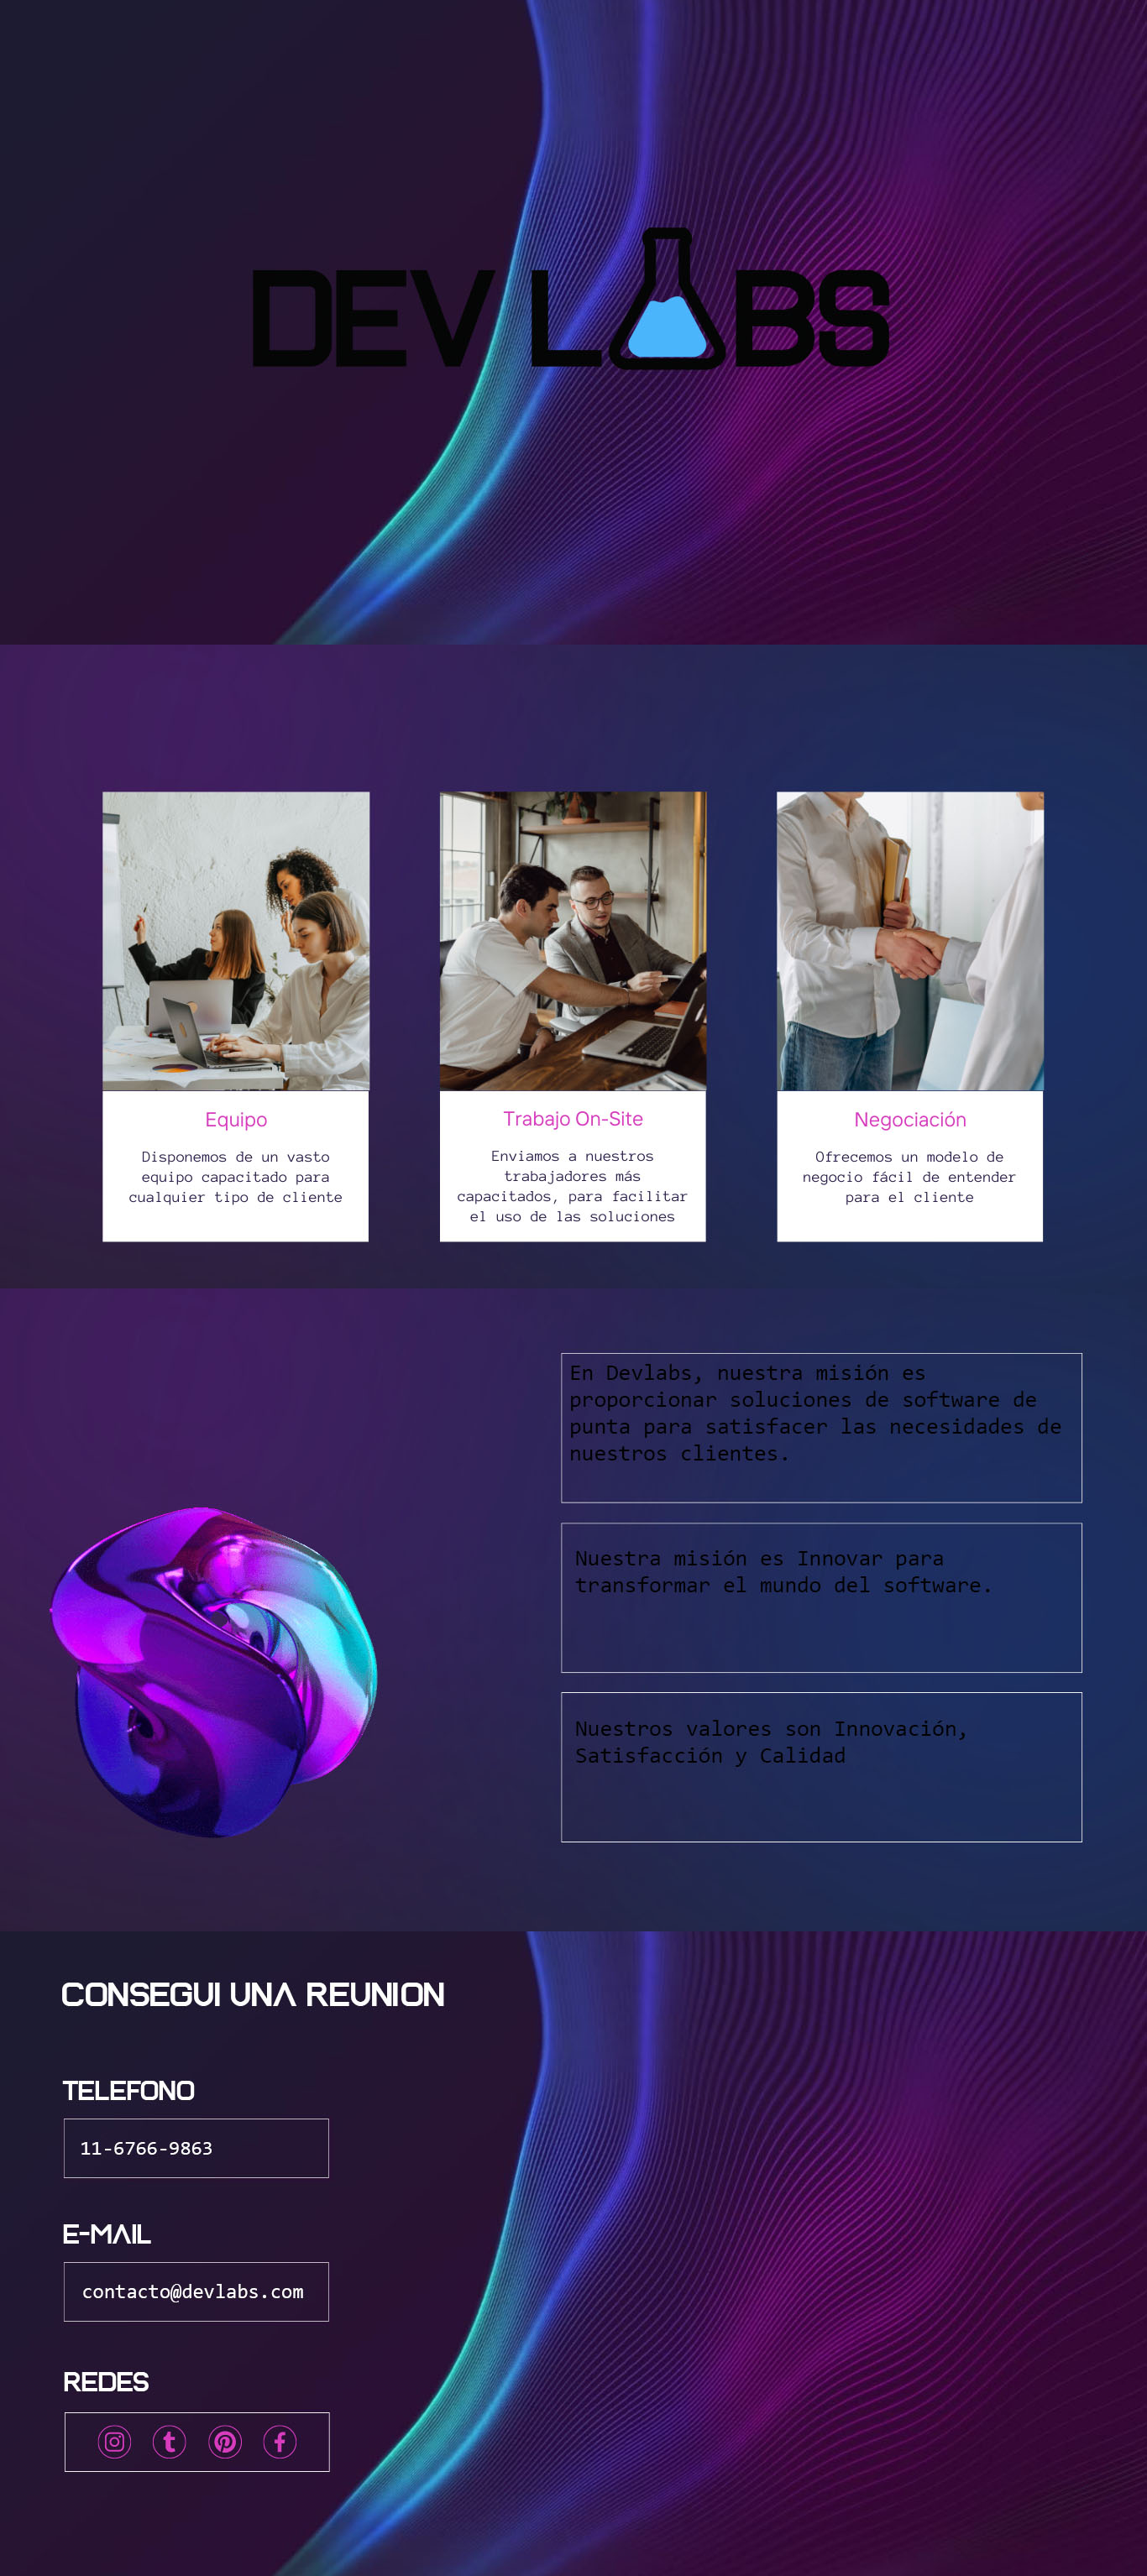 DEV LABS
Equipo
Disponemos de un vasto
equipo capacitado para
cualquier tipo de cliente
Trabajo On-Site
Enviamos a nuestros
trabajadores más
capacitados, para facilitar
el uso de las soluciones
Negociación
Ofrecemos un modelo de
negocio fácil de entender
para el cliente
En Devlabs, nuestra misión es
proporcionar soluciones de software de
punta para satisfacer las necesidades de
nuestros clientes.
Nuestra misión es Innovar para
transformar el mundo del software.
Nuestros valores son Innovación,
Satisfacción y Calidad
CONSEGUI UNA REUNION
TELEFONO
11-6766-9863
E-MAIL
contacto@devlabs.com
REDES